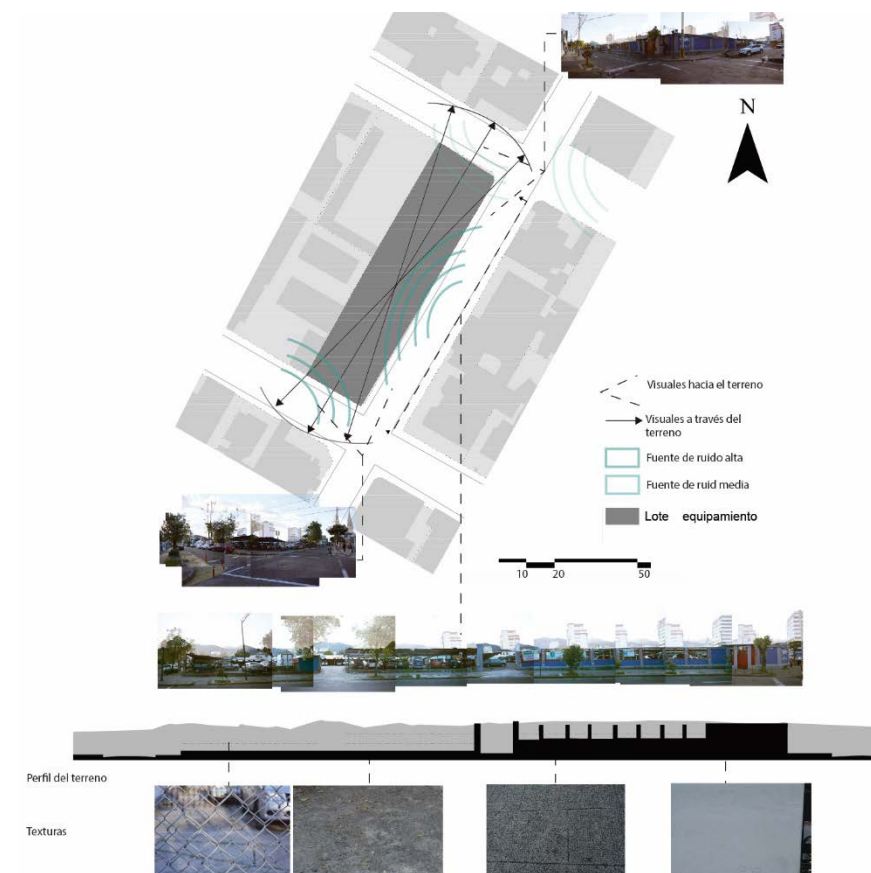 N
Visuales hacia el terreno
Visuales a través del
terreno
Fuente de ruido alta
Fuente de ruid media
Lote equipamiento
10 20 50
Perfil del terreno
Texturas